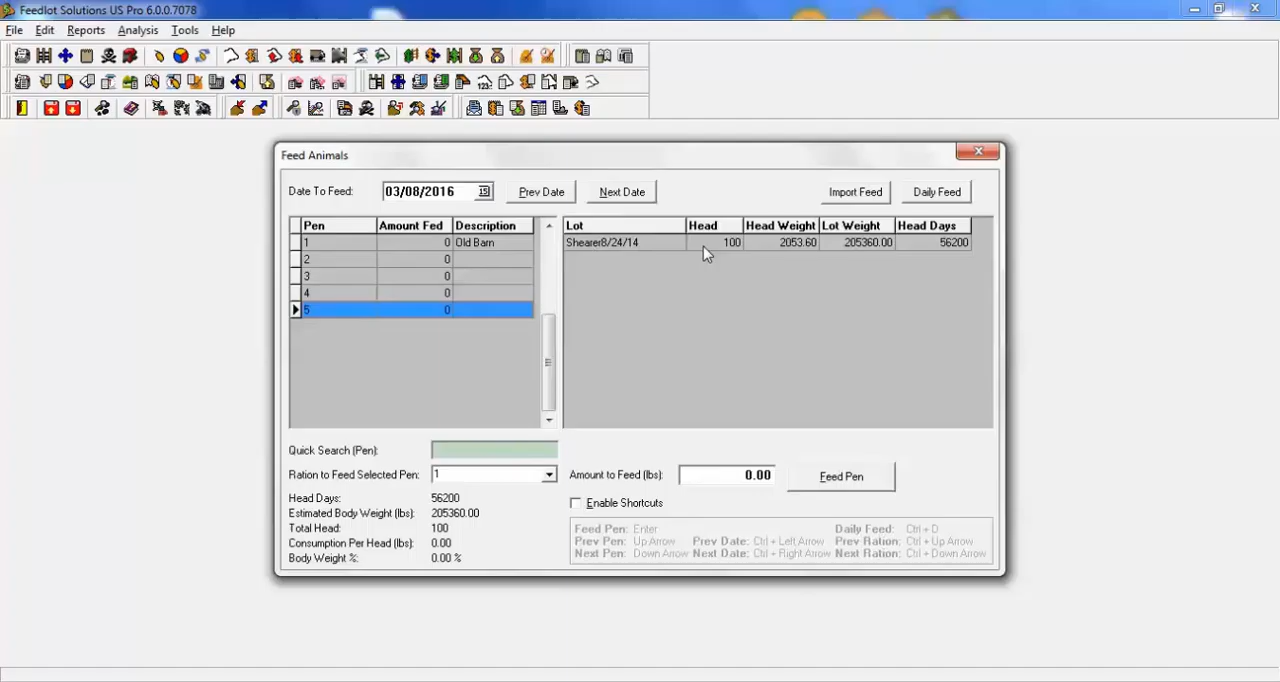 Feedlot Solutions US Pro 6.0.0.7078
File Edit Reports Analysis Tools Help
Feed Animals
Date To Feed: 03/08/2016 15 Prev Date Next Date Import Feed Daily Feed
Pen Amount Fed Description Lot Head Head Weight Lot Weight Head Days
1 0 Old Barn Shearer8/24/14 100 2053.60 205360.00 56200
2 0
3 0
4 0
5 0
Quick Search (Pen):
Ration to Feed Selected Pen: 1 Amount to Feed (lbs): 0.00 Feed Pen
Head Days: 56200 Enable Shortcuts
Estimated Body Weight (lbs): 205360.00
Total Head: 100
Consumption Per Head (lbs): 0.00
Body Weight %: 0.00 %
Feed Pen: Enter Daily Feed: Ctrl + D
Prev Pen: Up Arrow Prev Date: Ctrl + Left Arrow Prev Ration: Ctrl + Up Arrow
Next Pen: Down Arrow Next Date: Ctrl + Right Arrow Next Ration: Ctrl + Down Arrow